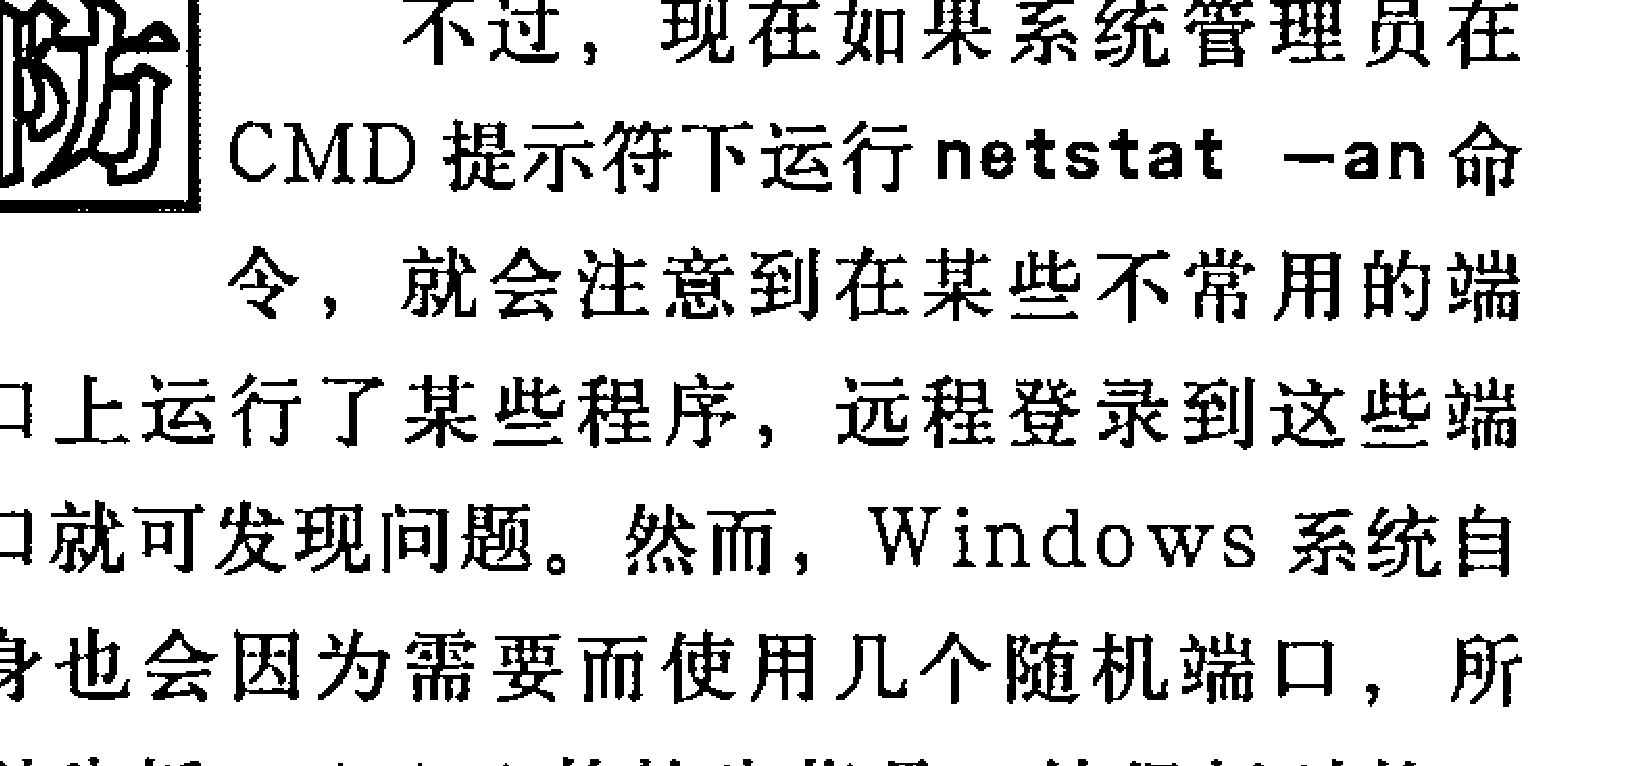 防
不过，现在如果系统管理员在
CMD 提示符下运行 netstat －an 命
令，就会注意到在某些不常用的端
口上运行了某些程序，远程登录到这些端
口就可发现问题。然而，Windows 系统自
身也会因为需要而使用几个随机端口，所